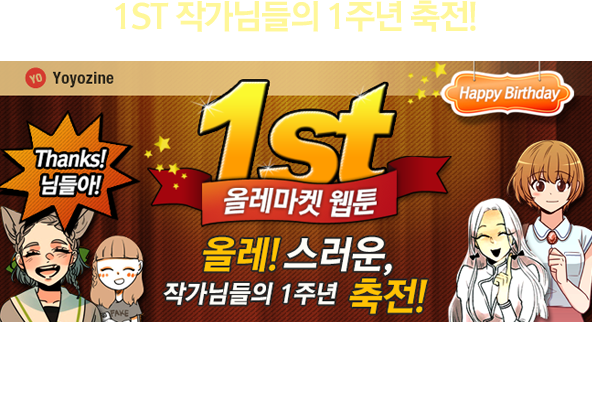 1ST 작가님들의 1주년 축전!
YO Yoyozine
Happy Birthday
1st
Thanks!
님들아!
올레마켓 웹툰
올레! 스러운,
작가님들의 1주년 축전!
FAKE